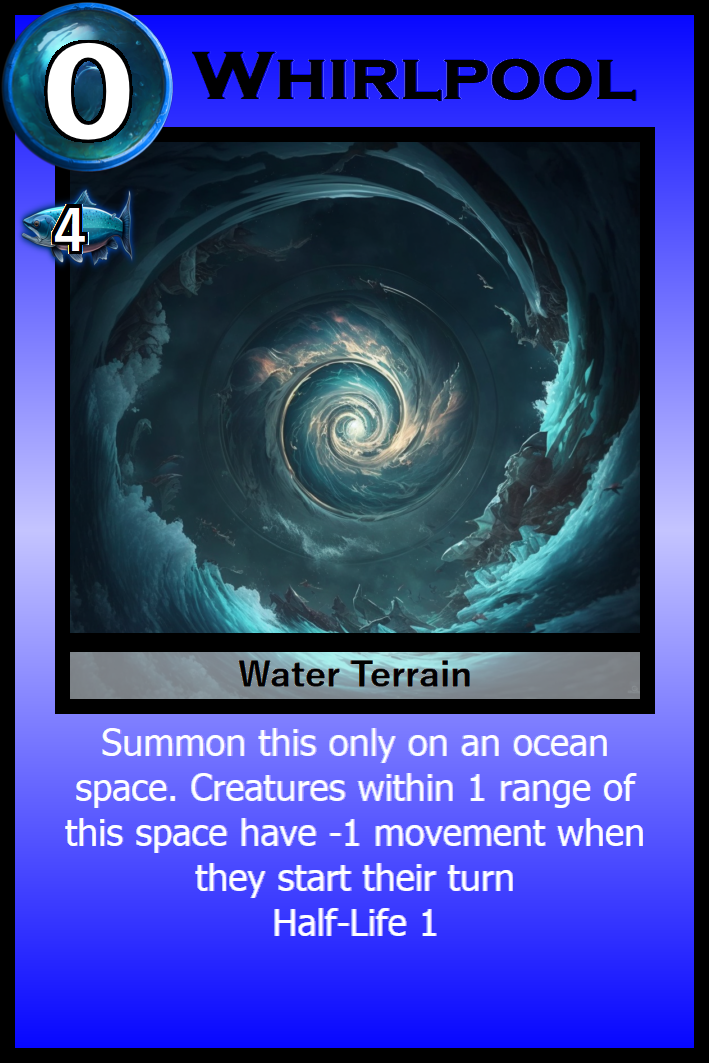 0
Whirlpool
4
Water Terrain
Summon this only on an ocean
space. Creatures within 1 range of
this space have -1 movement when
they start their turn
Half-Life 1